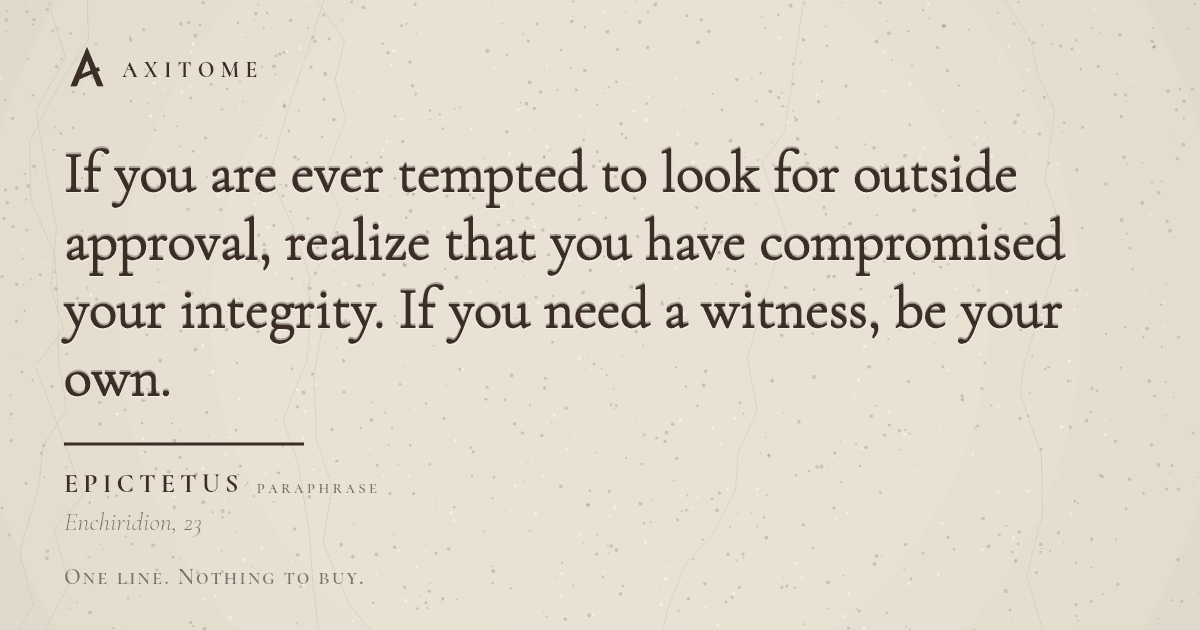 AXITOME
If you are ever tempted to look for outside
approval, realize that you have compromised
your integrity. If you need a witness, be your
own.
EPICTETUS PARAPHRASE
Enchiridion, 23
One line. Nothing to buy.